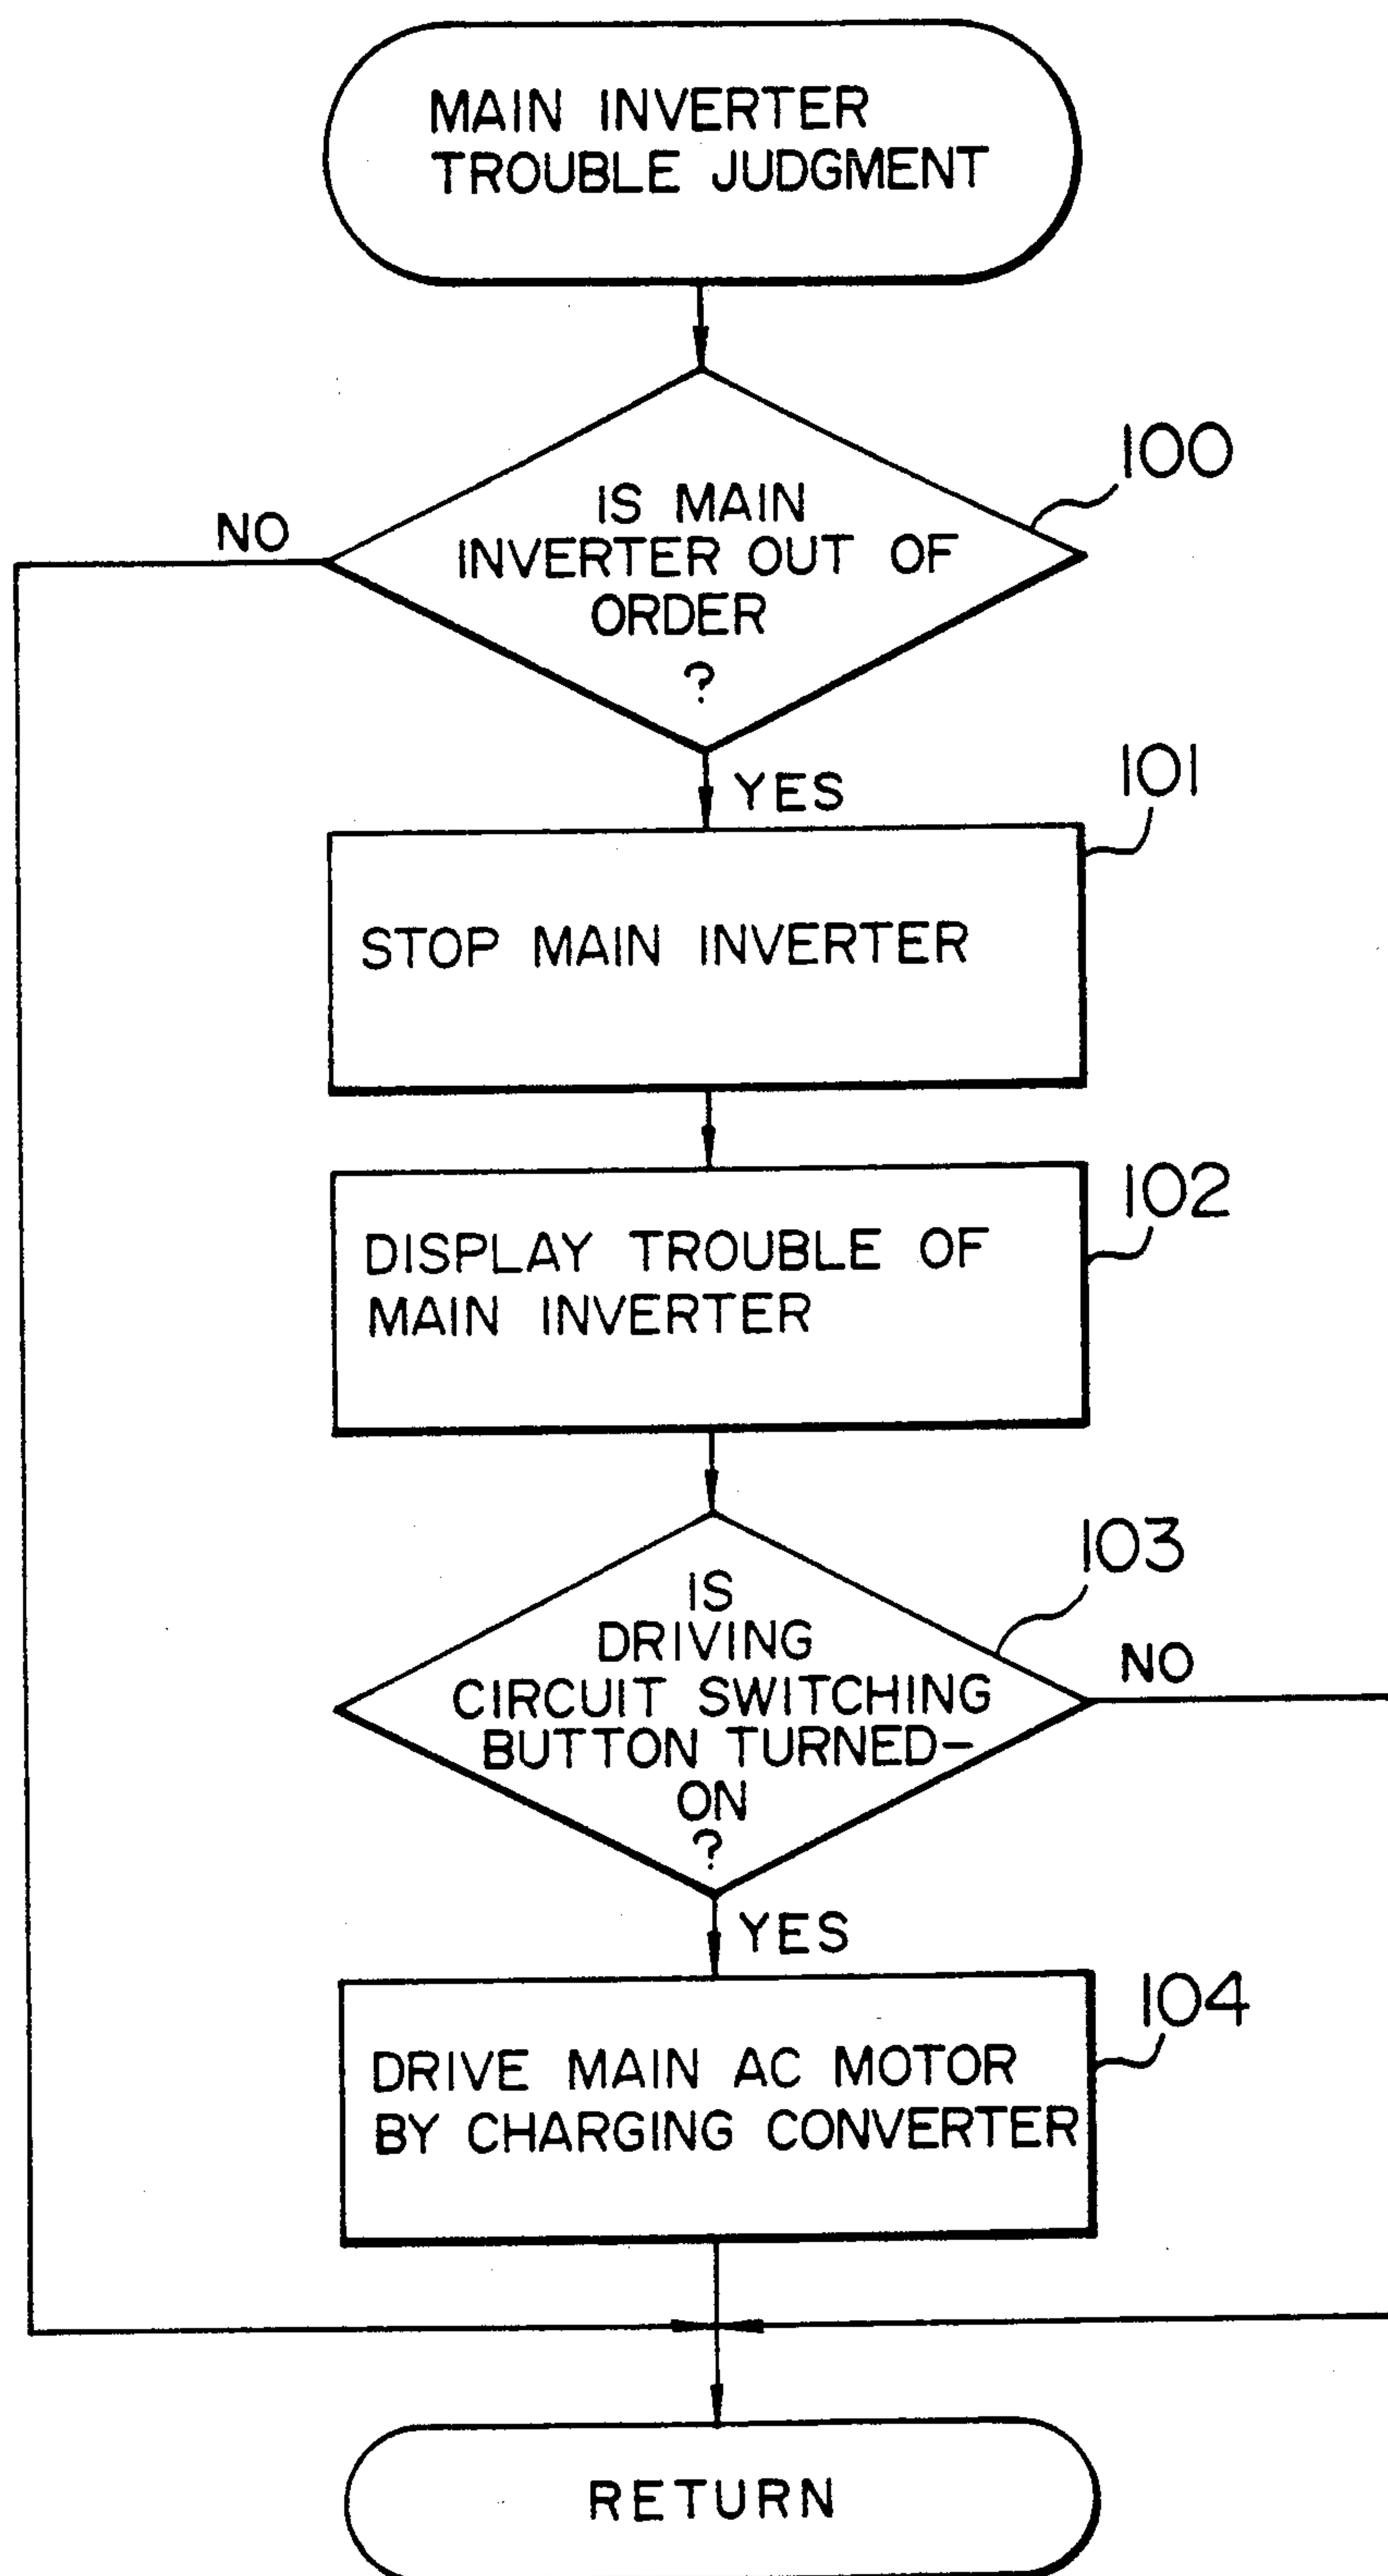 MAIN INVERTER
TROUBLE JUDGMENT
100
IS MAIN
NO
INVERTER OUT OF
ORDER
?
YES
101
STOP MAIN INVERTER
102
DISPLAY TROUBLE OF
MAIN INVERTER
103
IS
DRIVING
NO
CIRCUIT SWITCHING
BUTTON TURNED-
ON
?
YES
104
DRIVE MAIN AC MOTOR
BY CHARGING CONVERTER
RETURN